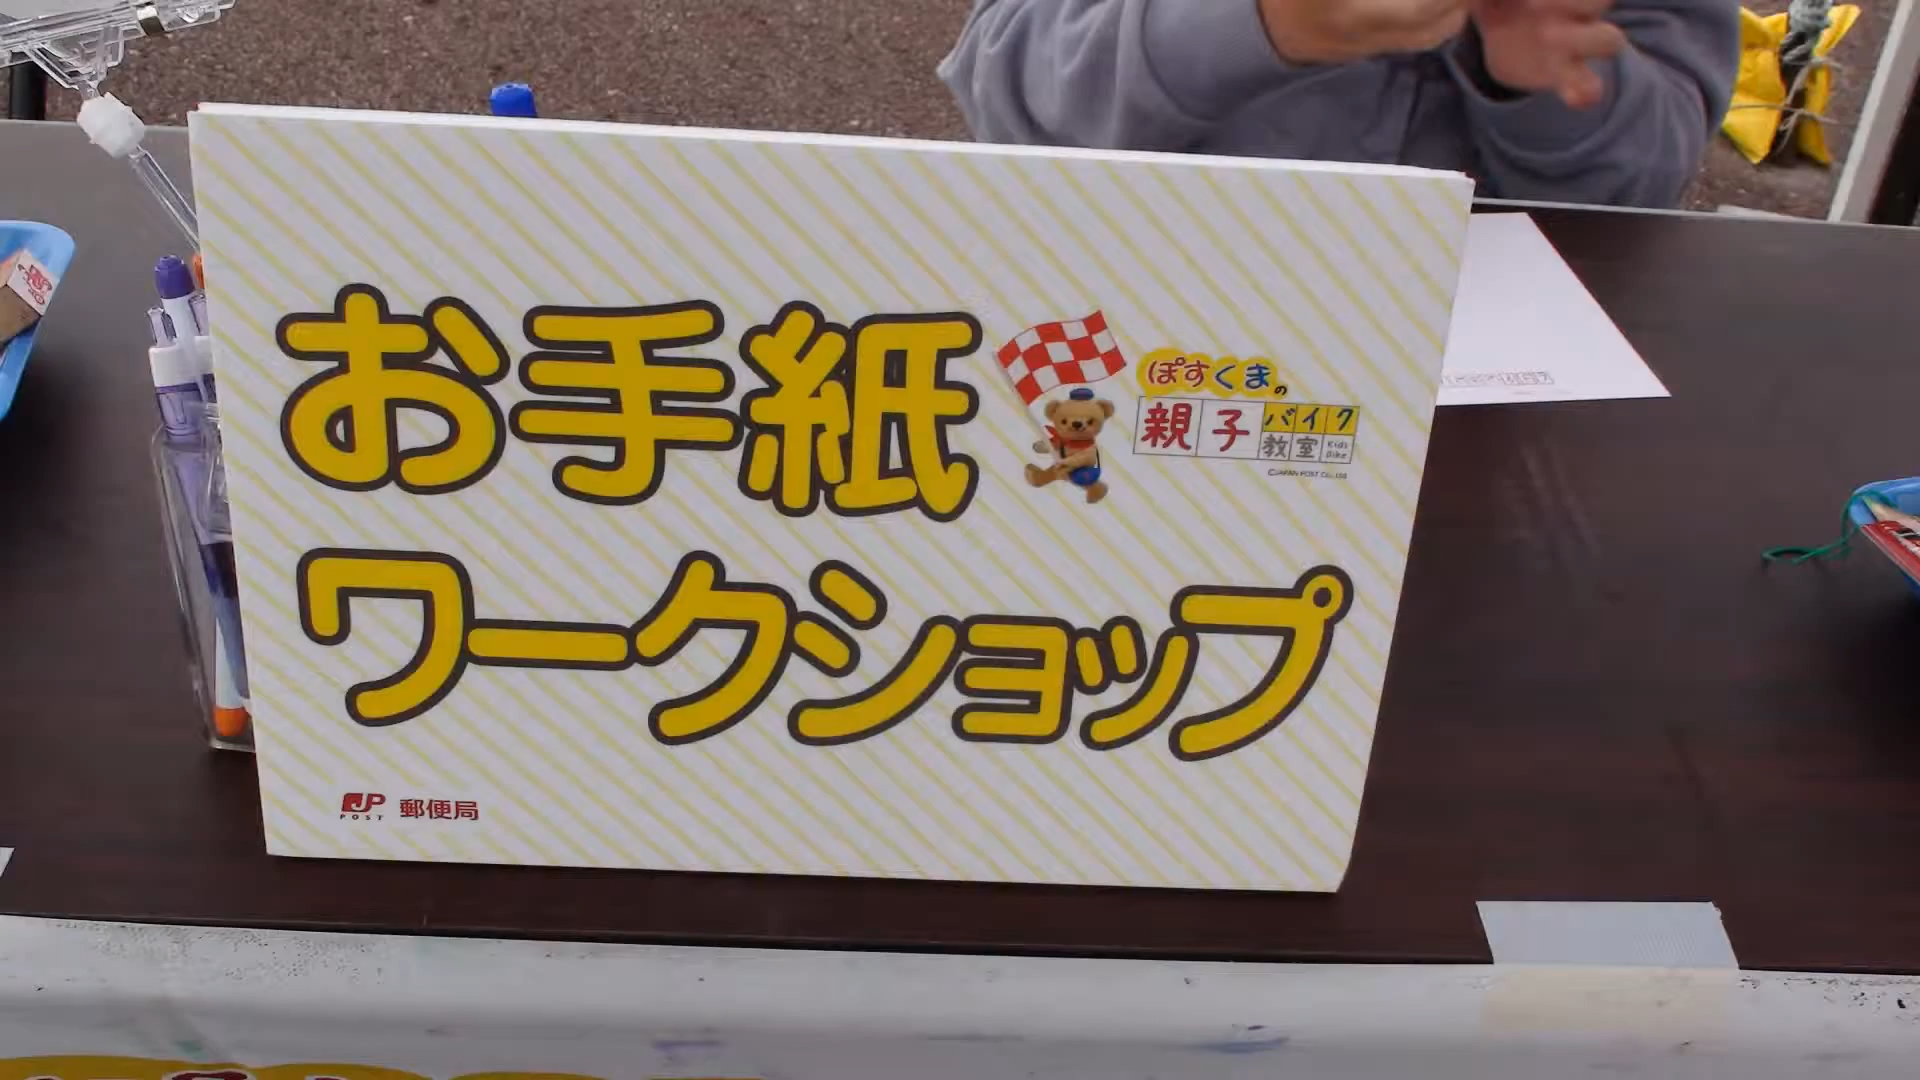 お手紙
ワークショップ
ぽすくまの
親子バイク
教室 Kids Bike
©JAPAN POST Co., Ltd.
JP POST 郵便局